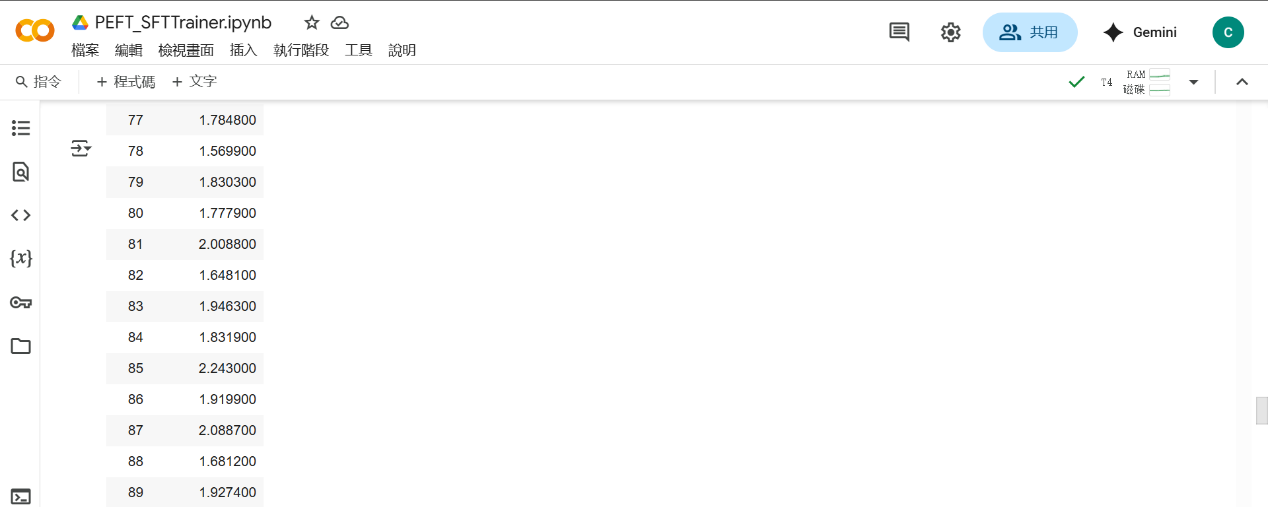 PEFT_SFTTrainer.ipynb
檔案 編輯 檢視畫面 插入 執行階段 工具 說明
共用
Gemini
C
指令 + 程式碼 + 文字
T4
RAM
磁碟
77 1.784800
78 1.569900
79 1.830300
80 1.777900
81 2.008800
82 1.648100
83 1.946300
84 1.831900
85 2.243000
86 1.919900
87 2.088700
88 1.681200
89 1.927400